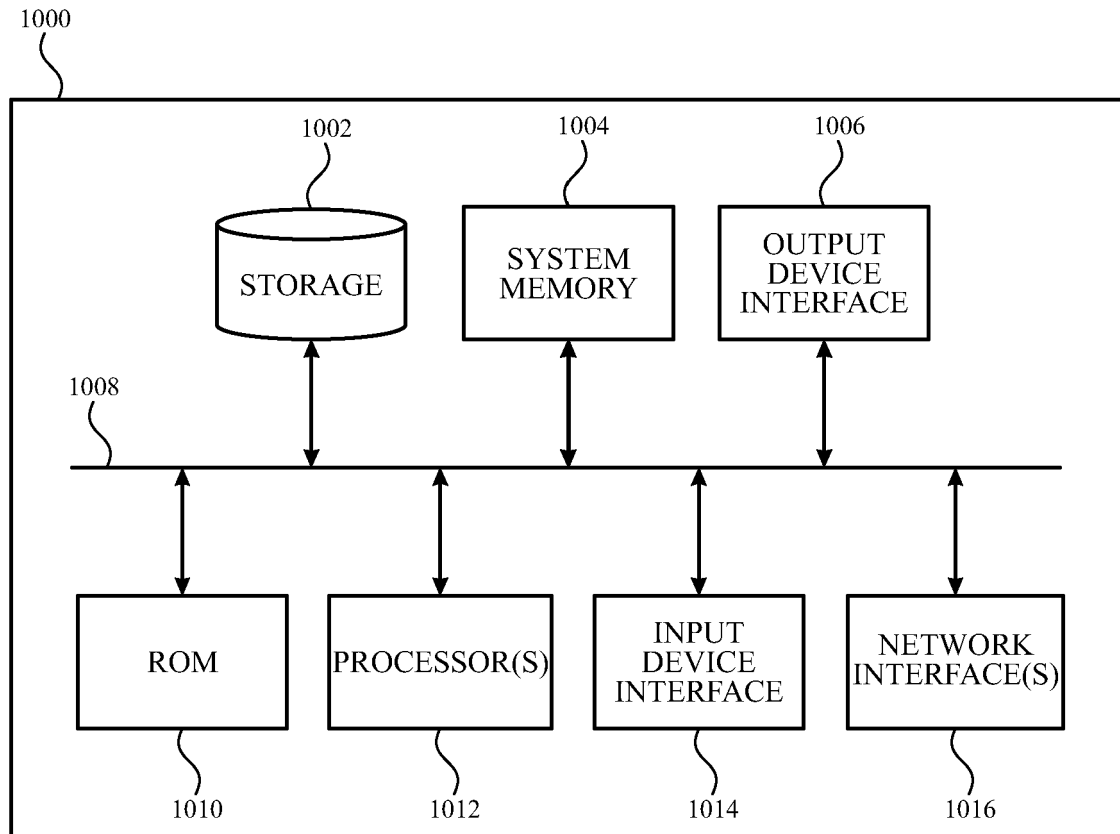 1000
1002
1004
1006
STORAGE
SYSTEM
MEMORY
OUTPUT
DEVICE
INTERFACE
1008
ROM
PROCESSOR(S)
INPUT
DEVICE
INTERFACE
NETWORK
INTERFACE(S)
1010
1012
1014
1016